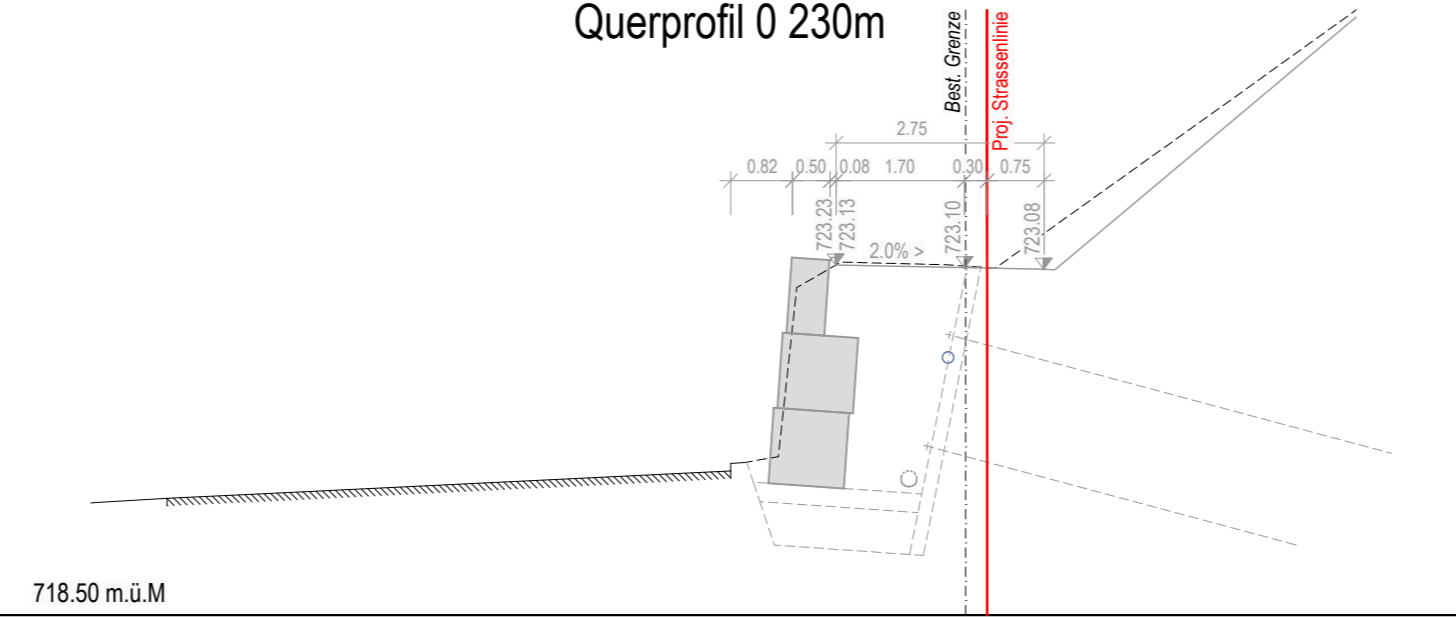 Querprofil 0 230m
Best. Grenze
Proj. Strassenlinie
2.75
0.82 0.50 0.08 1.70 0.30 0.75
723.23
723.13
723.10
723.08
2.0% >
718.50 m.ü.M